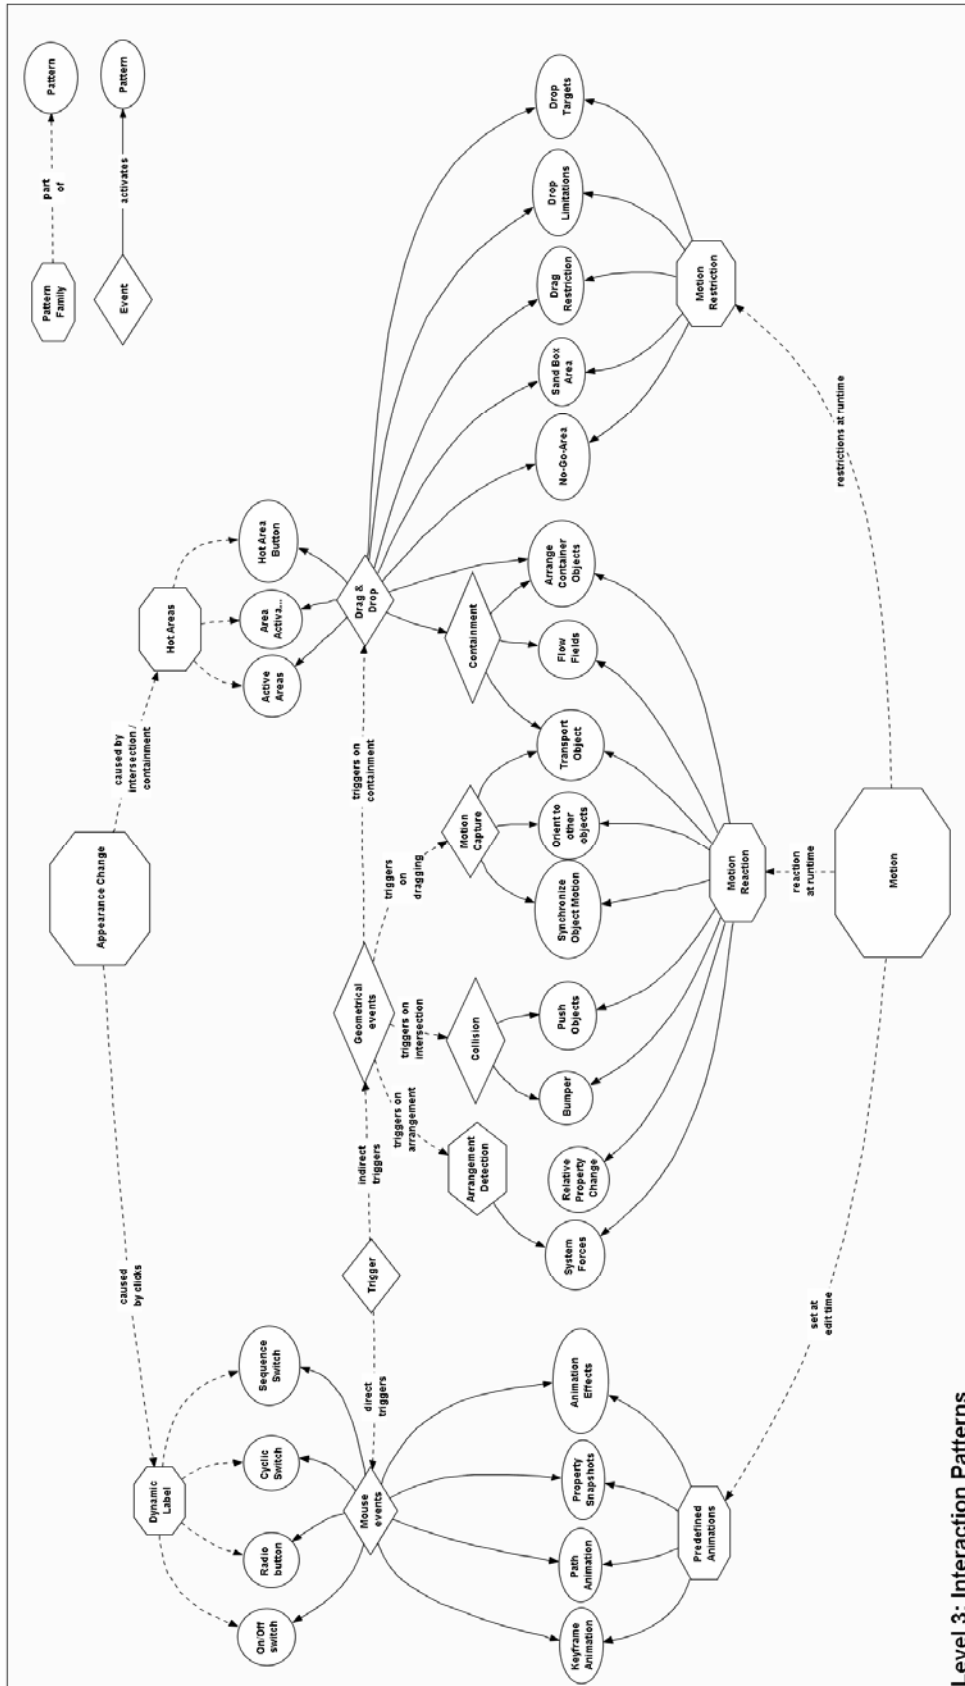 Appearance Change
caused
by clicks
caused by
intersection /
containment
Pattern
Family
part
of
Pattern
Event
activates
Pattern
Dynamic
Label
Hot Areas
On/Off
switch
Radio
button
Cyclic
Switch
Sequence
Switch
Active
Areas
Area
Activa...
Hot Area
Button
Mouse
events
direct
triggers
Trigger
indirect
triggers
Geometrical
events
triggers on
containment
Drag &
Drop
triggers on
arrangement
triggers on
intersection
triggers
on
dragging
Arrangement
Detection
Collision
Motion
Capture
Containment
Keyframe
Animation
Path
Animation
Property
Snapshots
Animation
Effects
System
Forces
Relative
Property
Change
Bumper
Push
Objects
Synchronize
Object Motion
Orient to
other
objects
Transport
Object
Flow
Fields
Arrange
Container
Objects
No-Go-Area
Sand Box
Area
Drag
Restriction
Drop
Limitations
Drop
Targets
Predefined
Animations
Motion
Reaction
Motion
Restriction
set at
edit time
reaction
at runtime
restrictions at runtime
Motion
Level 3: Interaction Patterns